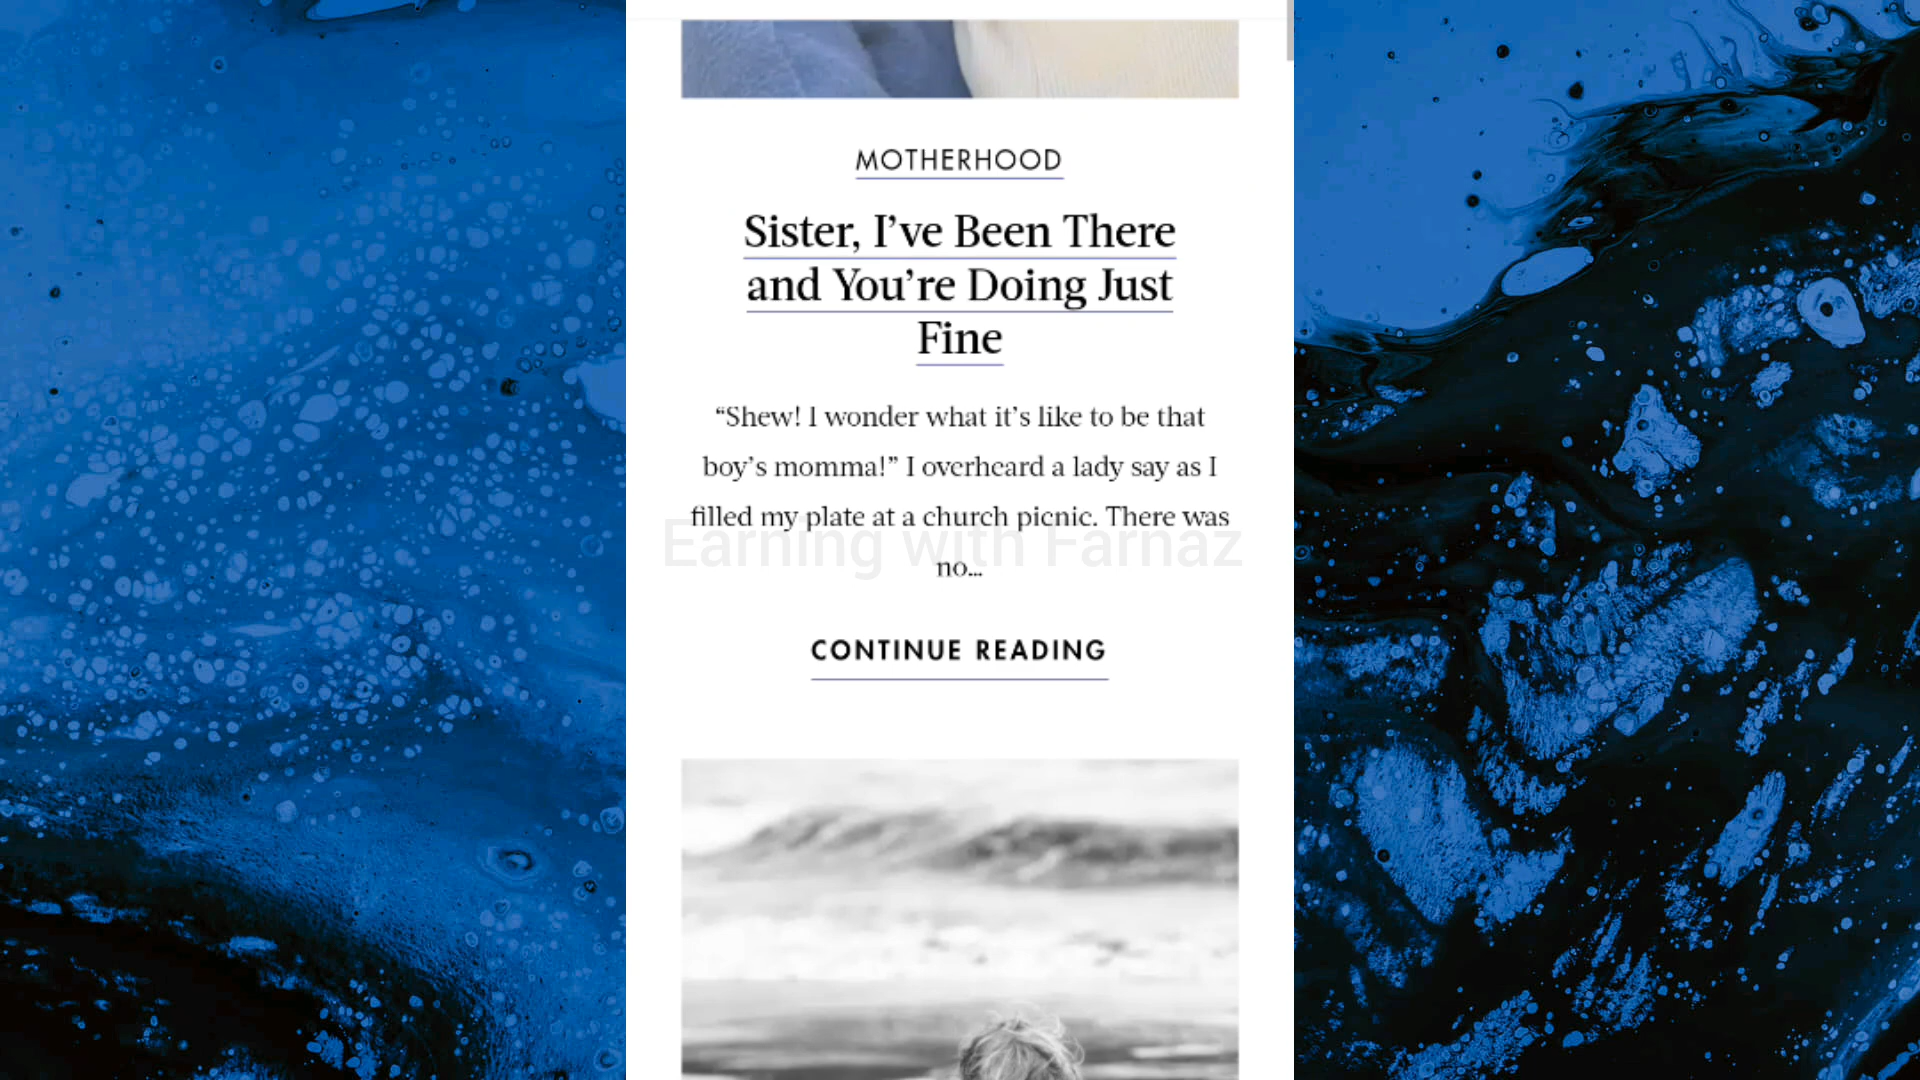 MOTHERHOOD
Sister, I’ve Been There
and You’re Doing Just
Fine
“Shew! I wonder what it’s like to be that
boy’s momma!” I overheard a lady say as I
filled my plate at a church picnic. There was
Earning with Farnaz
no...
CONTINUE READING